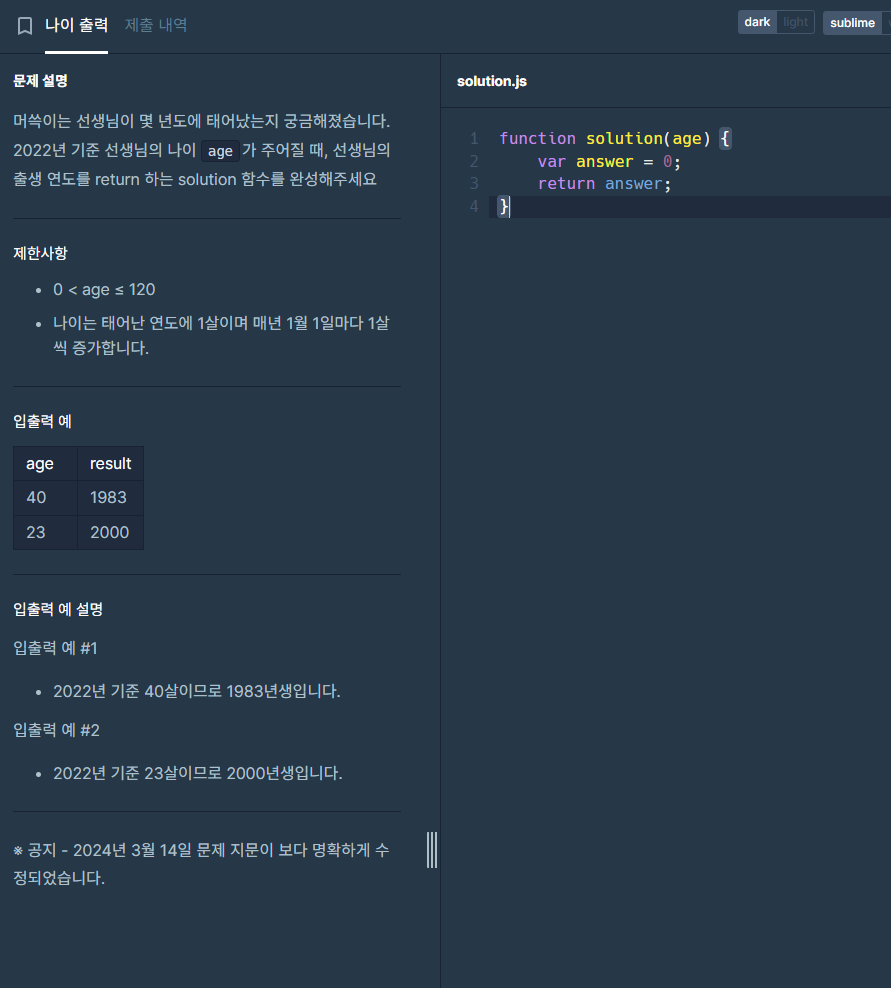 나이 출력 제출 내역 dark light sublime
문제 설명
머쓱이는 선생님이 몇 년도에 태어났는지 궁금해졌습니다.
2022년 기준 선생님의 나이 age 가 주어질 때, 선생님의
출생 연도를 return 하는 solution 함수를 완성해주세요
제한사항
• 0 < age ≤ 120
• 나이는 태어난 연도에 1살이며 매년 1월 1일마다 1살
씩 증가합니다.
입출력 예
age result
40 1983
23 2000
입출력 예 설명
입출력 예 #1
• 2022년 기준 40살이므로 1983년생입니다.
입출력 예 #2
• 2022년 기준 23살이므로 2000년생입니다.
※ 공지 - 2024년 3월 14일 문제 지문이 보다 명확하게 수
정되었습니다.
solution.js
1 function solution(age) {
2     var answer = 0;
3     return answer;
4 }